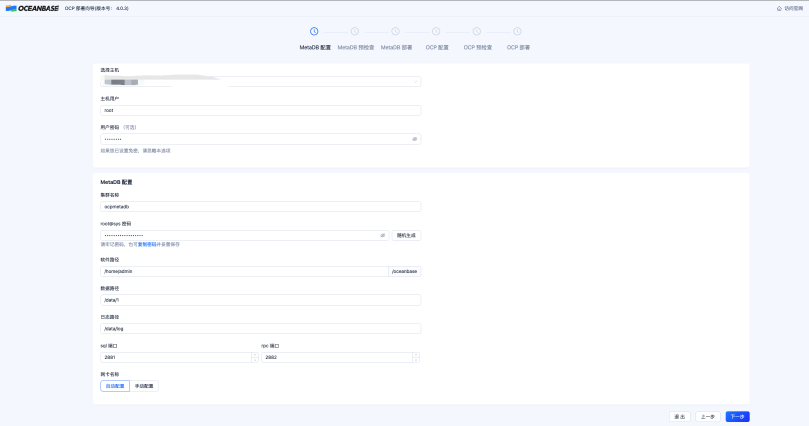 OCEANBASE OCP 部署向导(版本号: 4.0.3) 访问官网
MetaDB 配置 MetaDB 预检查 MetaDB 部署 OCP 配置 OCP 预检查 OCP 部署
选择主机
主机用户
root
用户密码 (可选)
········
如果您已设置免密，请忽略本选项
MetaDB 配置
集群名称
ocpmetadb
root@sys 密码
·················· 随机生成
请牢记密码，也可复制密码并妥善保存
软件路径
/home/admin /oceanbase
数据路径
/data/1
日志路径
/data/log
sql 端口 rpc 端口
2881 2882
网卡名称
自动配置 手动配置
退出 上一步 下一步